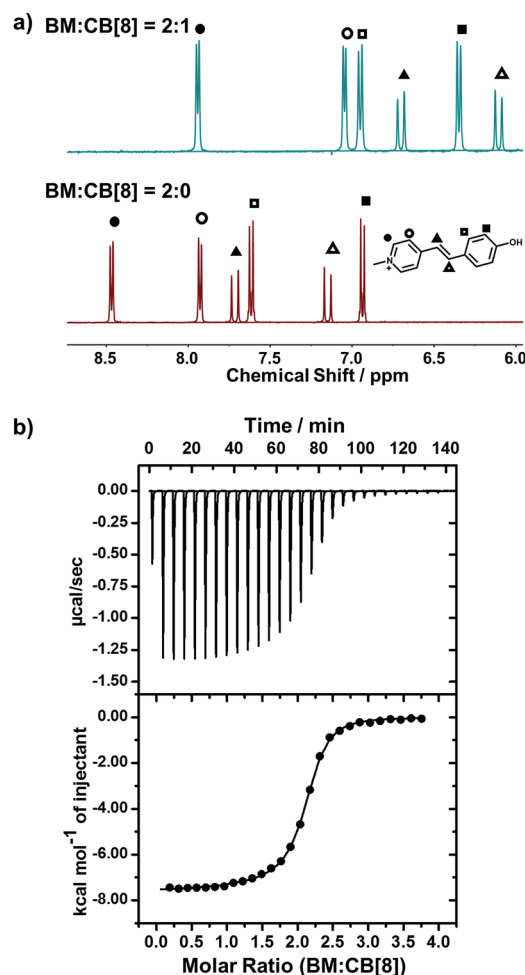 a)
BM:CB[8] = 2:1
BM:CB[8] = 2:0
N
+
OH
8.5 8.0 7.5 7.0 6.5 6.0
Chemical Shift / ppm
b)
Time / min
0 20 40 60 80 100 120 140
0.00
-0.25
-0.50
-0.75
-1.00
-1.25
-1.50
µcal/sec
0.00
-2.00
-4.00
-6.00
-8.00
kcal mol⁻¹ of injectant
0.0 0.5 1.0 1.5 2.0 2.5 3.0 3.5 4.0
Molar Ratio (BM:CB[8])